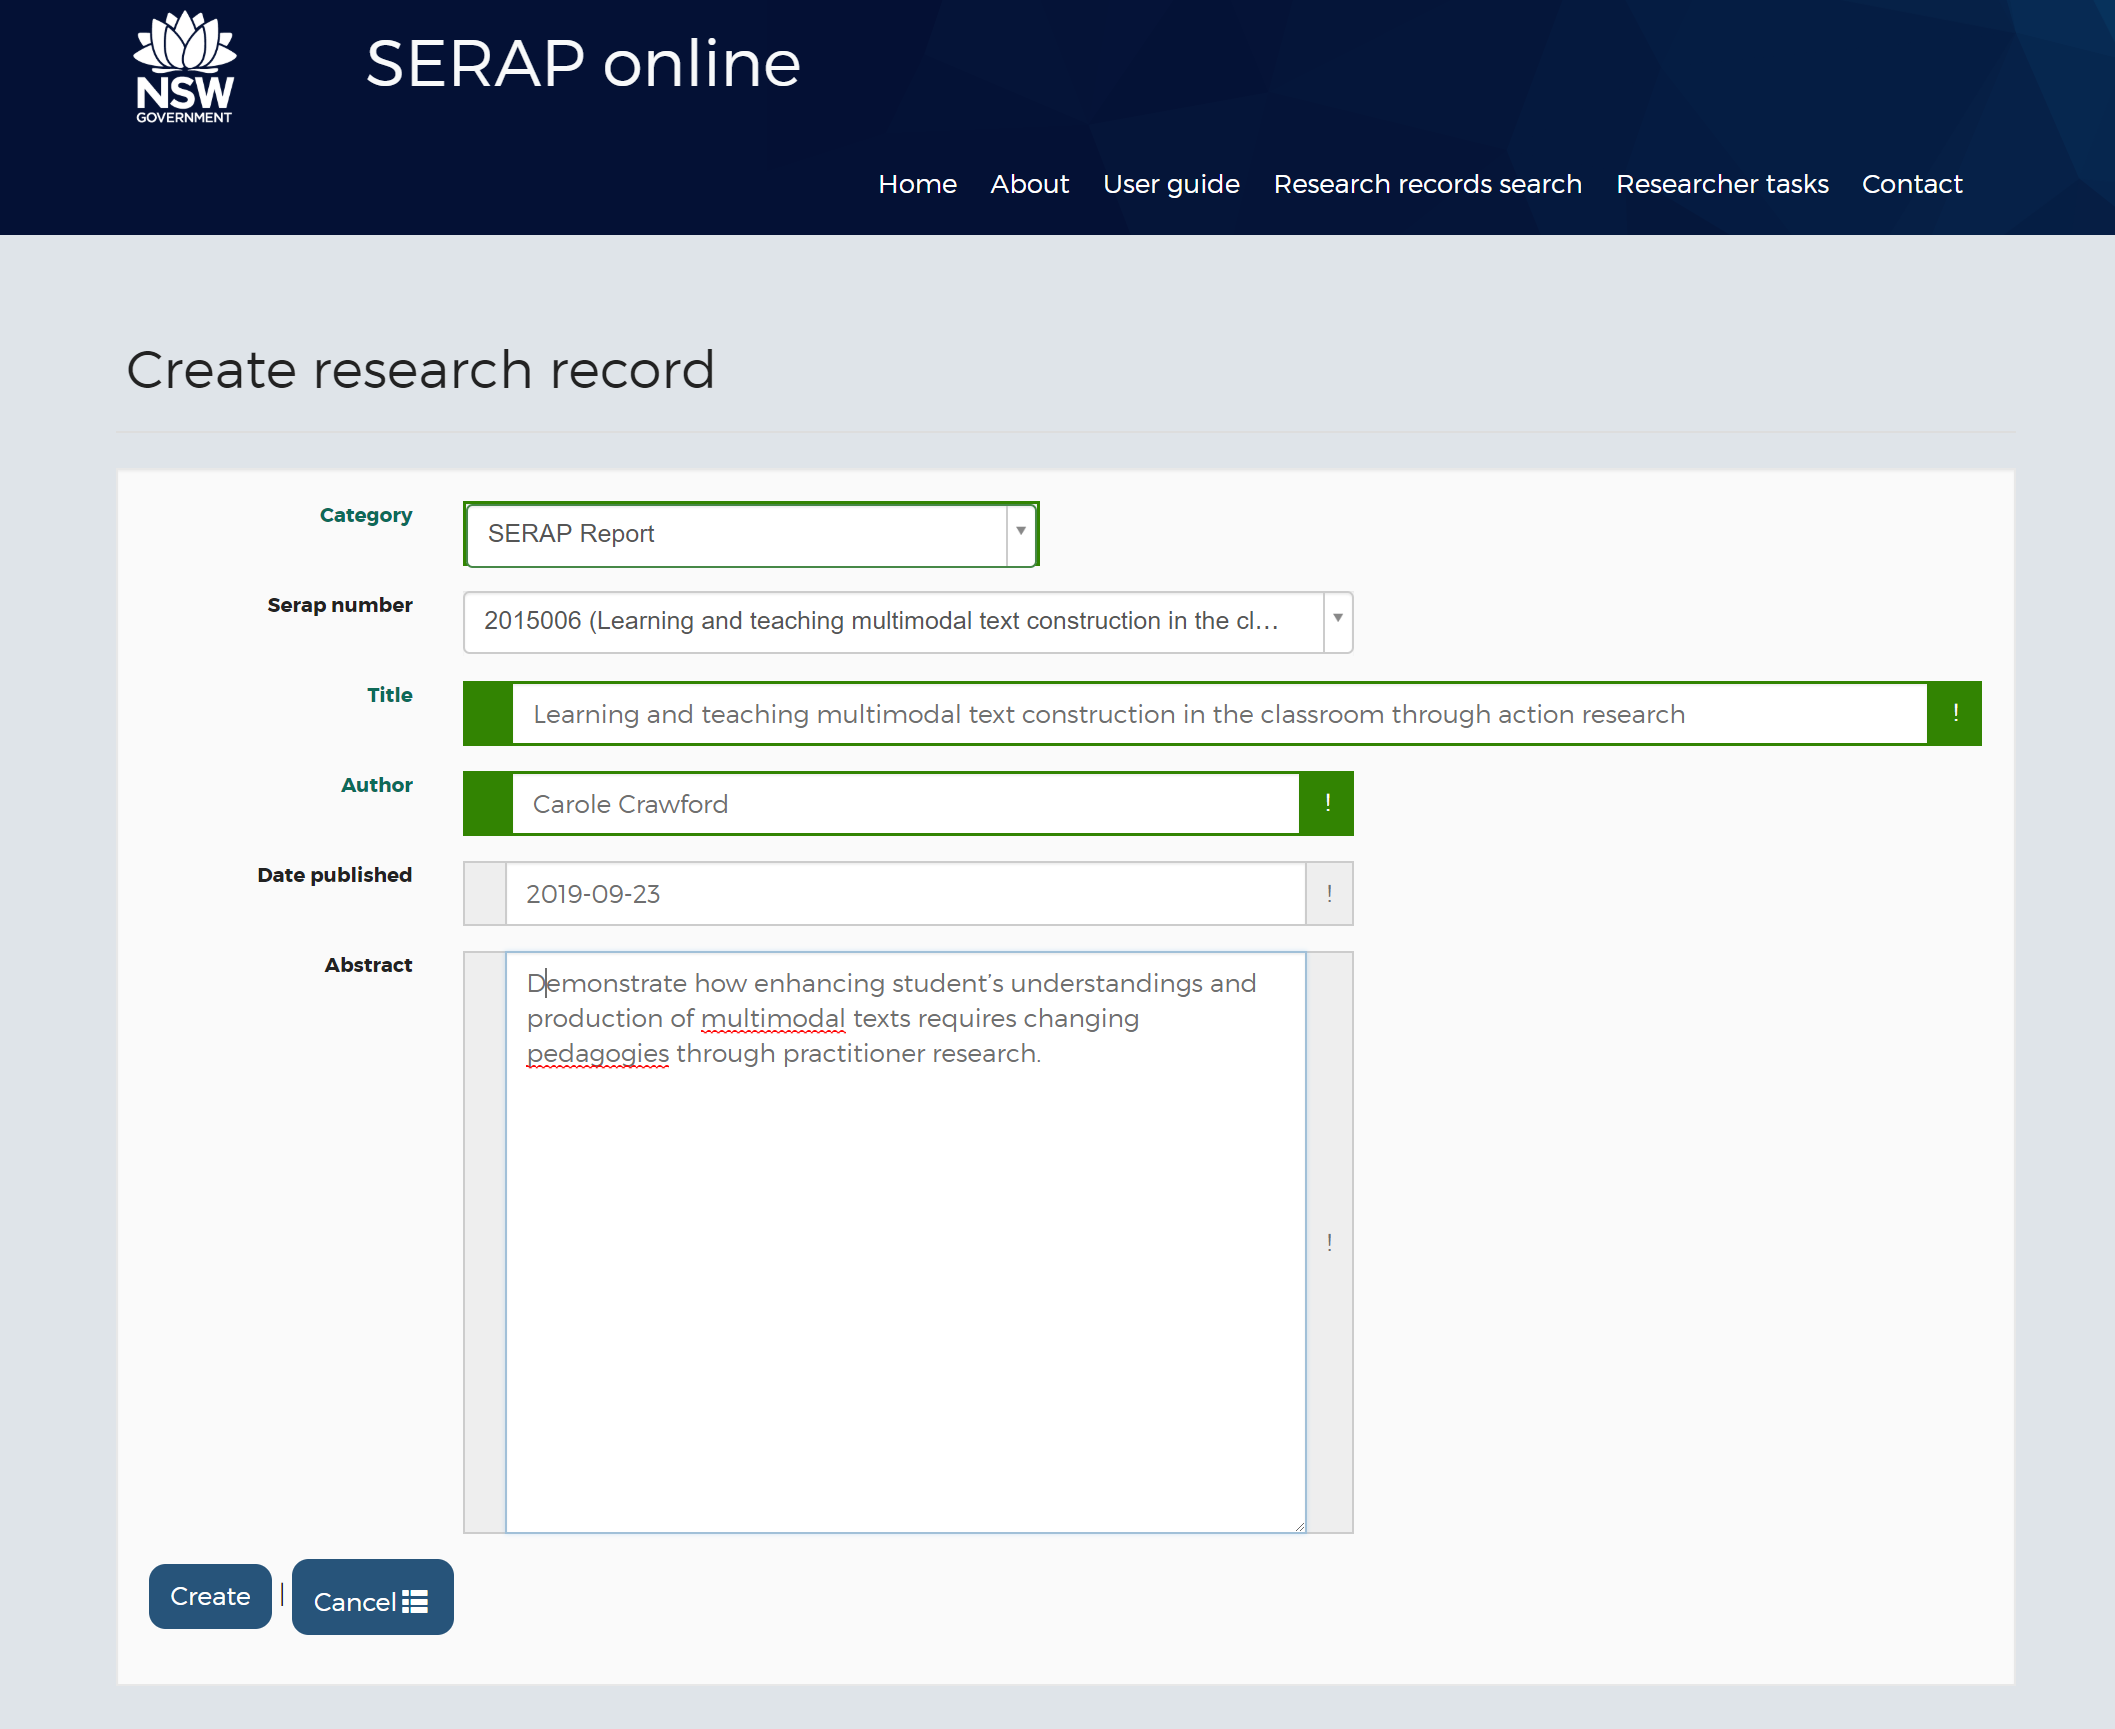 NSW
GOVERNMENT
SERAP online
Home About User guide Research records search Researcher tasks Contact
Create research record
Category
SERAP Report
Serap number
2015006 (Learning and teaching multimodal text construction in the cl...
Title
Learning and teaching multimodal text construction in the classroom through action research
!
Author
Carole Crawford
!
Date published
2019-09-23
!
Abstract
Demonstrate how enhancing student’s understandings and
production of multimodal texts requires changing
pedagogies through practitioner research.
!
Create | Cancel